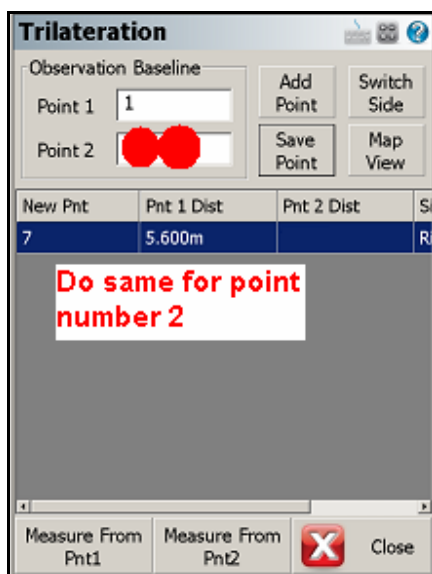 Trilateration
Observation Baseline
Point 1 1
Point 2
Add
Point
Switch
Side
Save
Point
Map
View
New Pnt Pnt 1 Dist Pnt 2 Dist
7 5.600m
Do same for point
number 2
Measure From
Pnt1
Measure From
Pnt2
Close